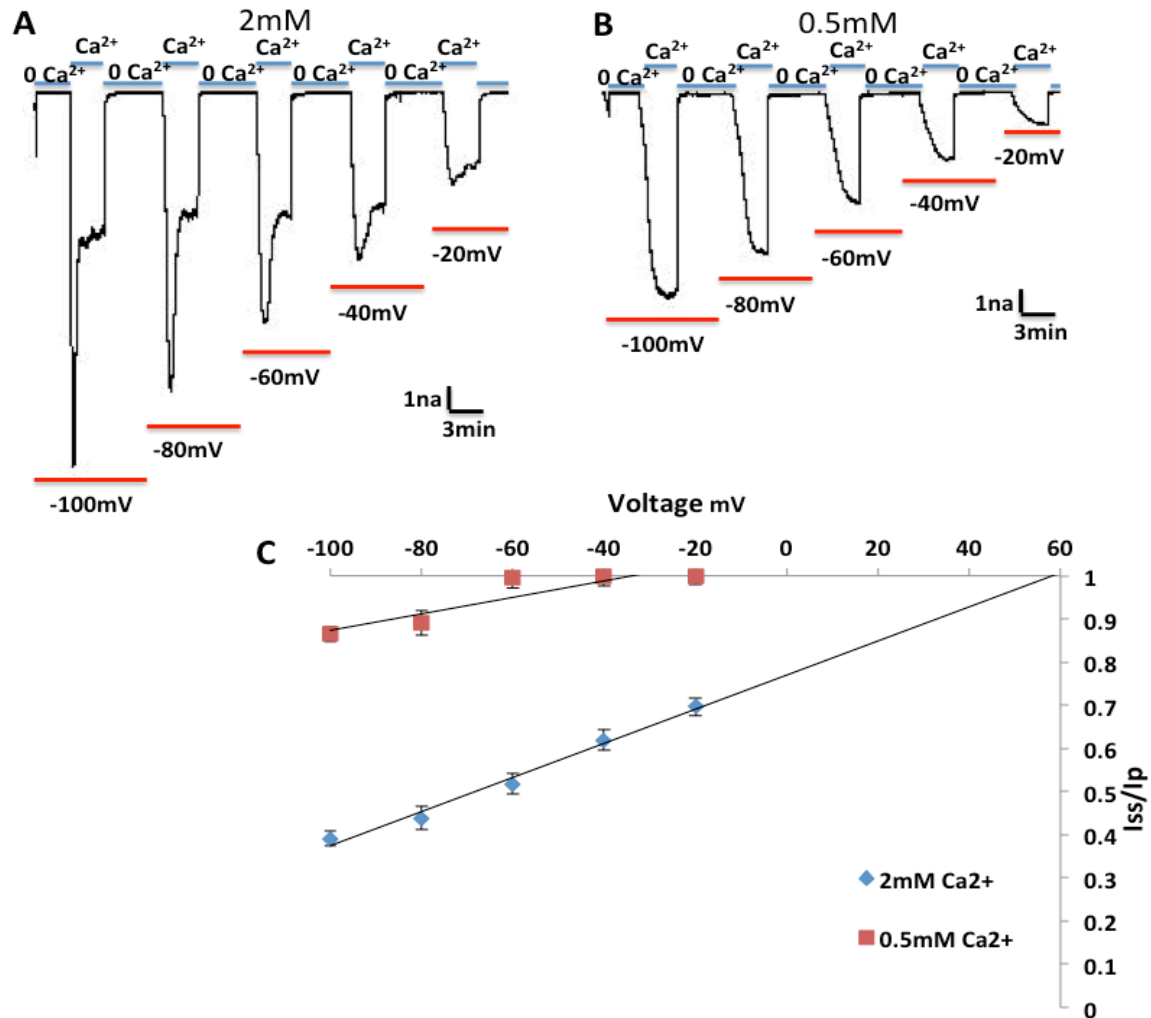 A 2mM
Ca2+ Ca2+ Ca2+ Ca2+ Ca2+
0 Ca2+ 0 Ca2+ 0 Ca2+ 0 Ca2+ 0 Ca2+
-20mV
-40mV
-60mV
-80mV
-100mV
1na
3min
B 0.5mM
Ca2+ Ca2+ Ca2+ Ca2+ Ca2+
0 Ca2+ 0 Ca2+ 0 Ca2+ 0 Ca2+ 0 Ca2+
-20mV
-40mV
-60mV
-80mV
-100mV
1na
3min
C
Voltage mV
-100 -80 -60 -40 -20 0 20 40 60
1
0.9
0.8
0.7
0.6
0.5
0.4
0.3
0.2
0.1
0
Iss/Ip
2mM Ca2+
0.5mM Ca2+